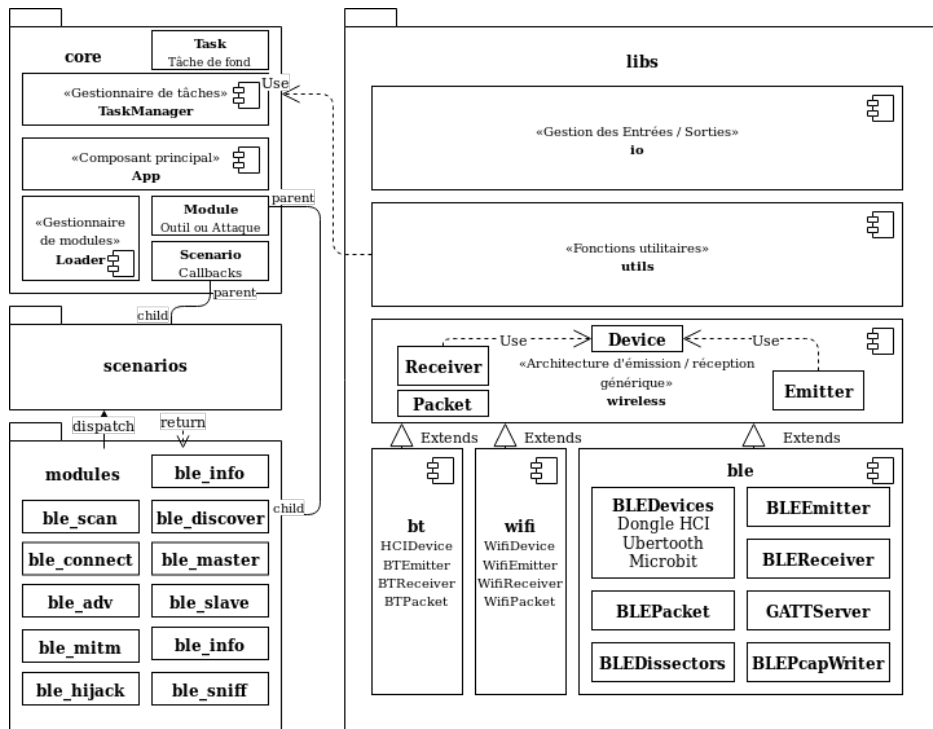 core
Task
Tâche de fond
«Gestionnaire de tâches»
TaskManager
Use
«Composant principal»
App
«Gestionnaire
de modules»
Loader
Module
Outil ou Attaque
parent
Scenario
Callbacks
parent
child
scenarios
dispatch
return
modules
ble_info
ble_scan
ble_discover
child
ble_connect
ble_master
ble_adv
ble_slave
ble_mitm
ble_info
ble_hijack
ble_sniff
libs
«Gestion des Entrées / Sorties»
io
«Fonctions utilitaires»
utils
Receiver
Use
Device
Use
Packet
«Architecture d'émission / réception
générique»
wireless
Emitter
Extends
Extends
Extends
bt
HCIDevice
BTEmitter
BTReceiver
BTPacket
wifi
WifiDevice
WifiEmitter
WifiReceiver
WifiPacket
ble
BLEDevices
Dongle HCI
Ubertooth
Microbit
BLEEmitter
BLEReceiver
BLEPacket
GATTServer
BLEDissectors
BLEPcapWriter